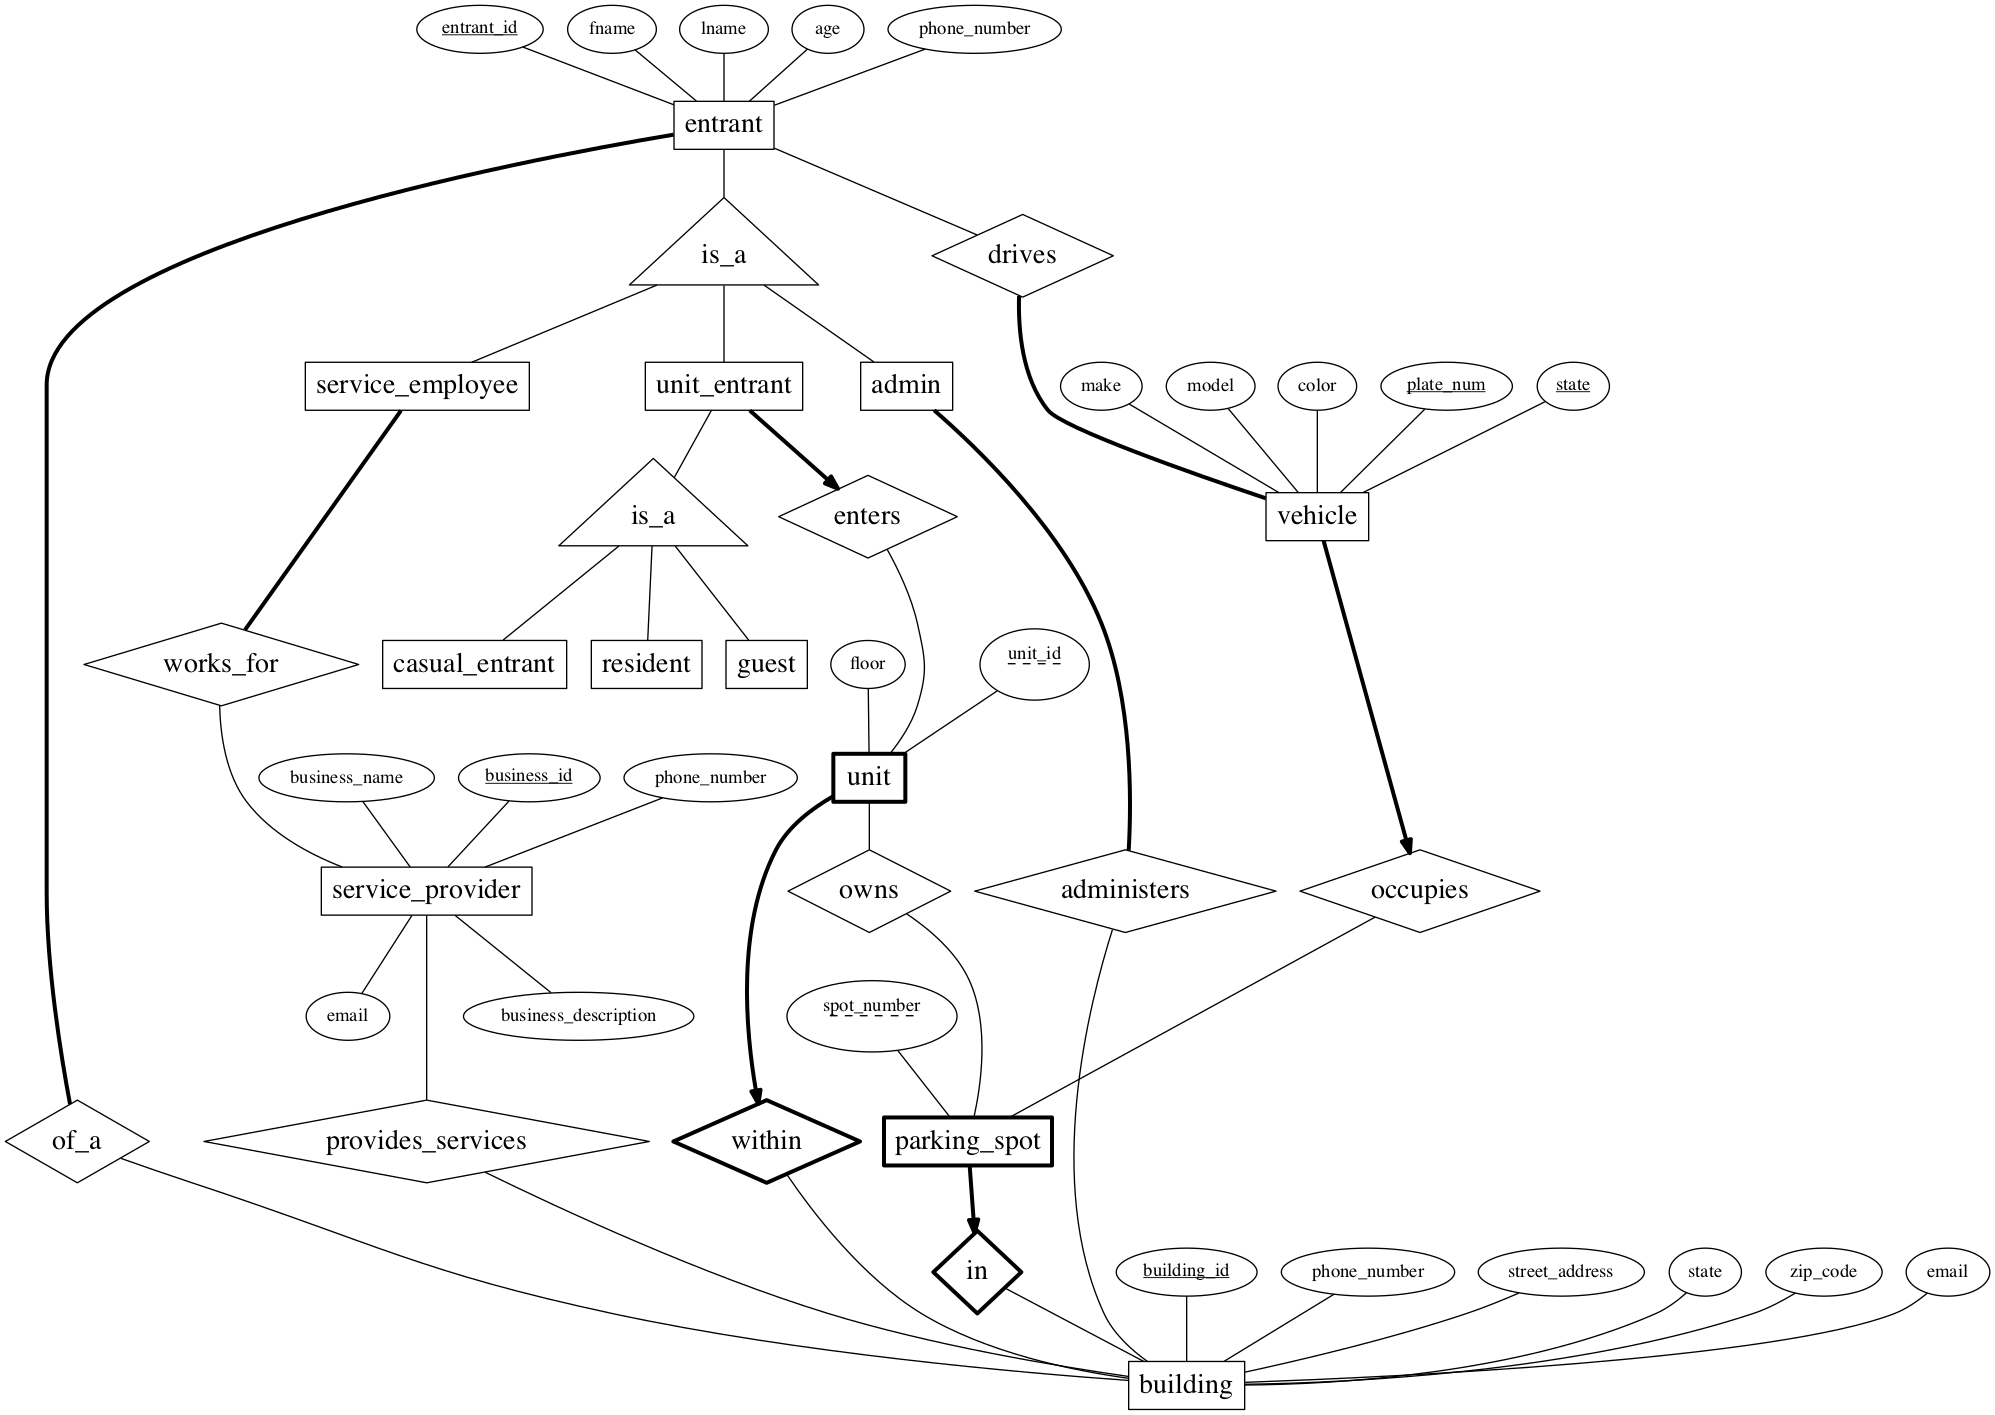 entrant_id
fname
lname
age
phone_number
entrant
is_a
drives
service_employee
unit_entrant
admin
make
model
color
plate_num
state
is_a
enters
vehicle
works_for
casual_entrant
resident
guest
floor
unit_id
business_name
business_id
phone_number
unit
service_provider
owns
administers
occupies
email
business_description
spot_number
of_a
provides_services
within
parking_spot
in
building_id
phone_number
street_address
state
zip_code
email
building